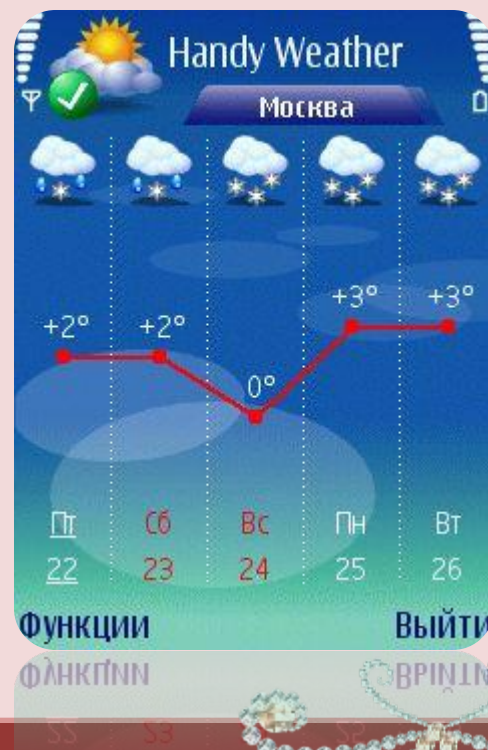 Handy Weather
Москва
+2° +2° 0° +3° +3°
Пт Сб Вс Пн Вт
22 23 24 25 26
Функции Выйти